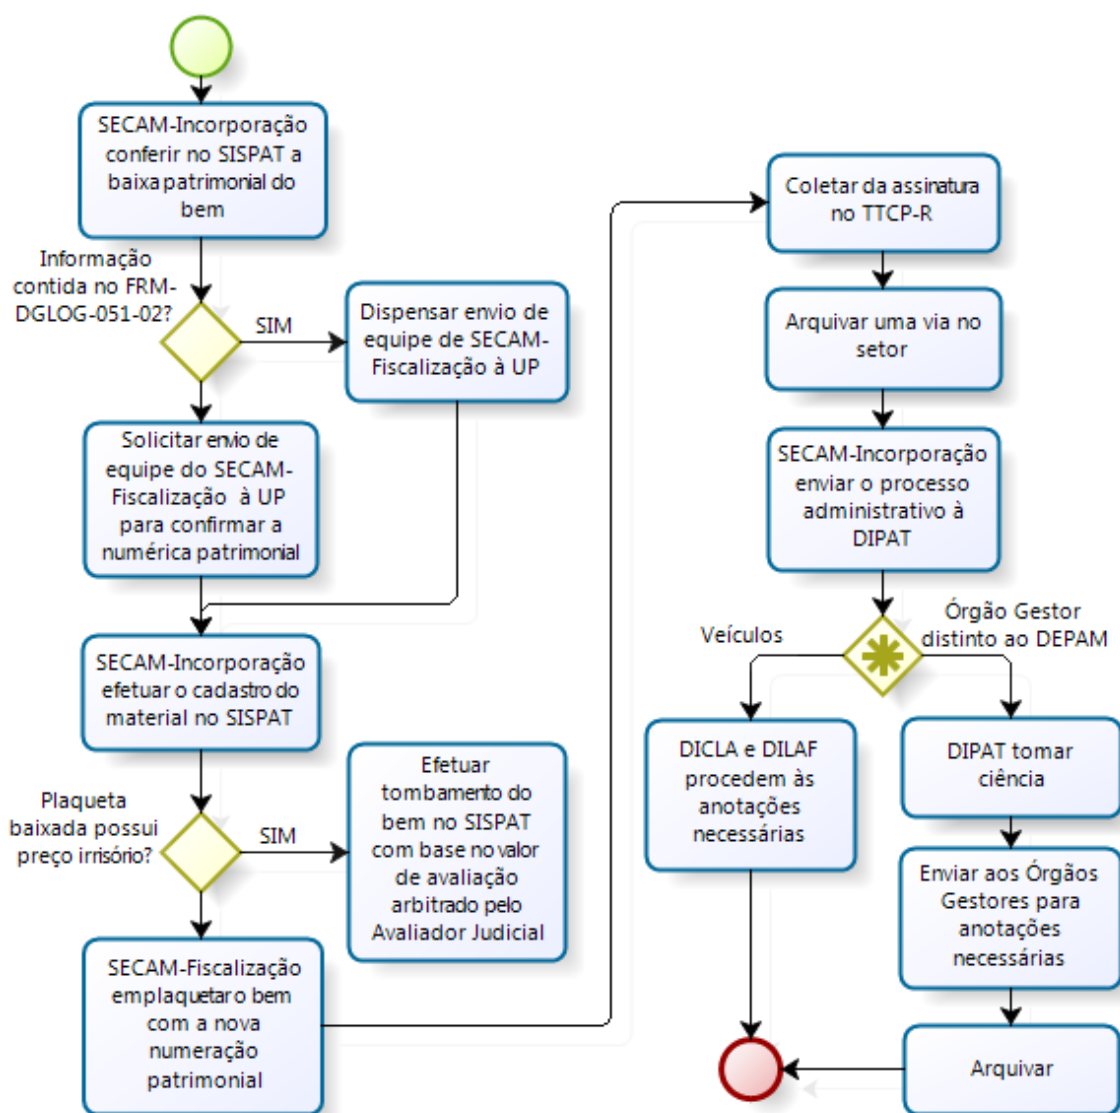 SECAM-Incorporação
conferir no SISPAT a
baixa patrimonial do
bem
Informação
contida no FRM-
DGLOG-051-02?
SIM
Dispensar envio de
equipe de SECAM-
Fiscalização à UP
Solicitar envio de
equipe do SECAM-
Fiscalização à UP
para confirmar a
numérica patrimonial
SECAM-Incorporação
efetuar o cadastro do
material no SISPAT
Plaqueta
baixada possui
preço irrisório?
SIM
Efetuar
tombamento do
bem no SISPAT
com base no valor
de avaliação
arbitrado pelo
Avaliador Judicial
SECAM-Fiscalização
emplaquetar o bem
com a nova
numeração
patrimonial
Coletar da assinatura
no TTCP-R
Arquivar uma via no
setor
SECAM-Incorporação
enviar o processo
administrativo à
DIPAT
Veículos
Órgão Gestor
distinto ao DEPAM
DICLA e DILAF
procedem às
anotações
necessárias
DIPAT tomar
ciência
Enviar aos Órgãos
Gestores para
anotações
necessárias
Arquivar